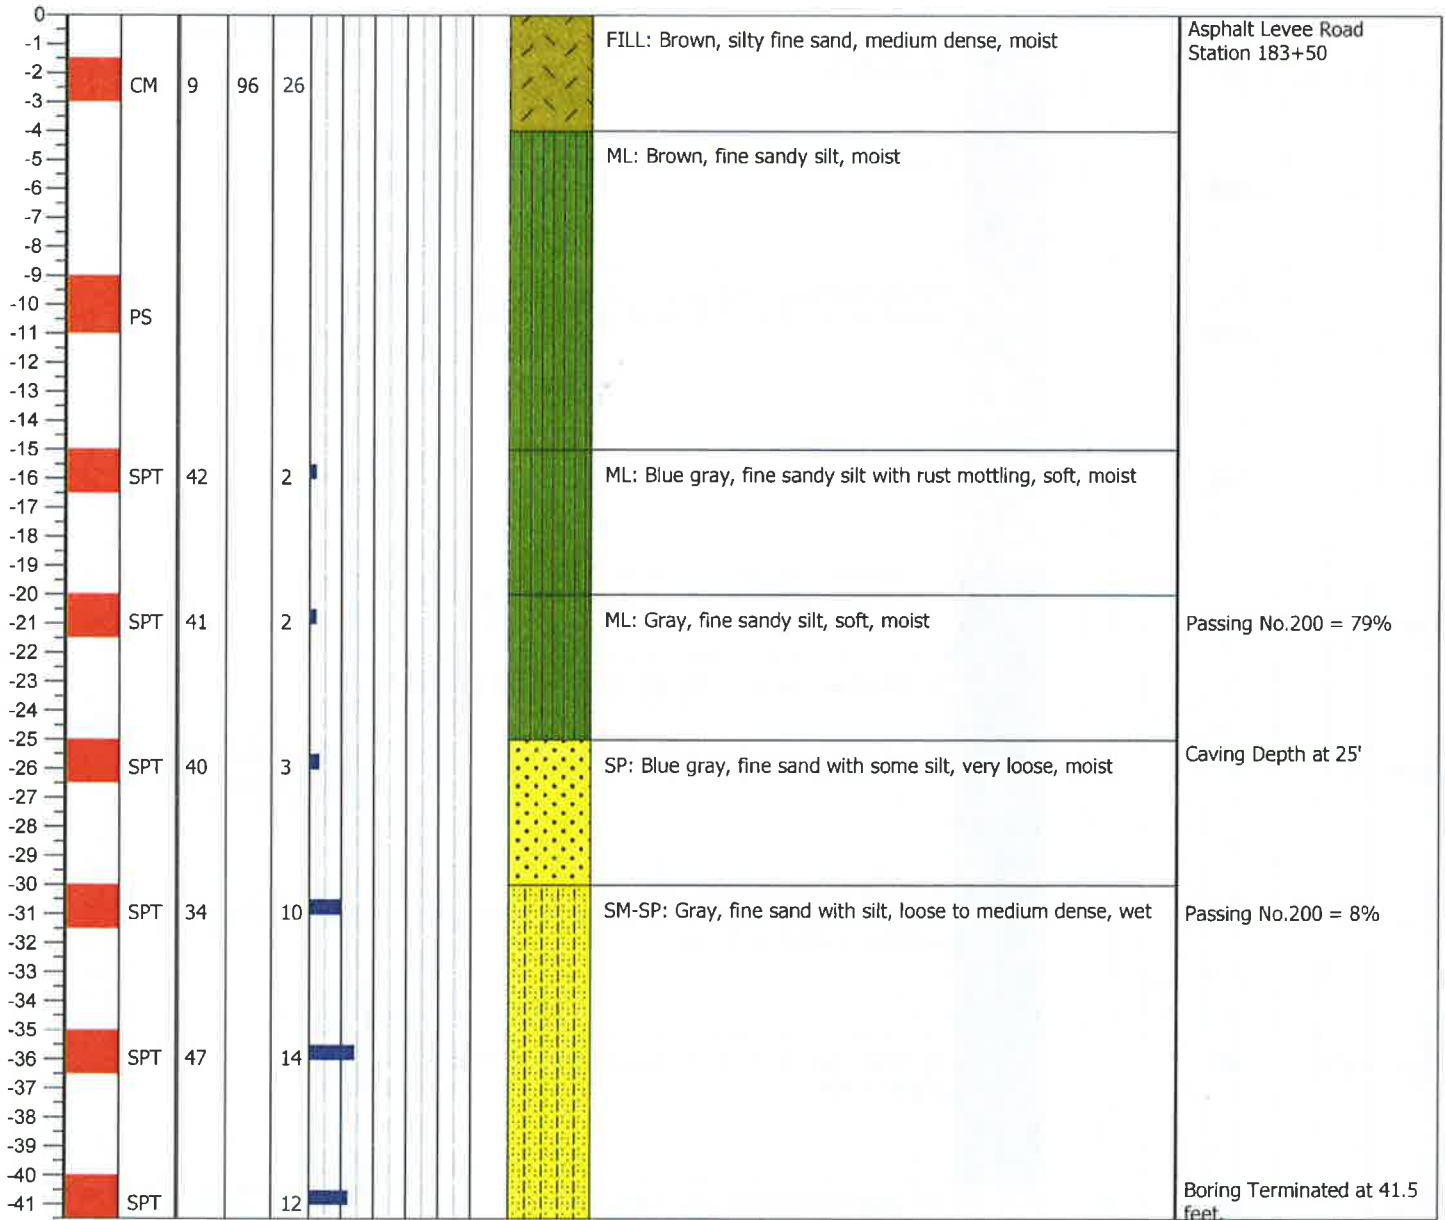 0
-1
-2
-3
-4
-5
-6
-7
-8
-9
-10
-11
-12
-13
-14
-15
-16
-17
-18
-19
-20
-21
-22
-23
-24
-25
-26
-27
-28
-29
-30
-31
-32
-33
-34
-35
-36
-37
-38
-39
-40
-41
CM 9 96 26
PS
SPT 42 2
SPT 41 2
SPT 40 3
SPT 34 10
SPT 47 14
SPT 12
FILL: Brown, silty fine sand, medium dense, moist
ML: Brown, fine sandy silt, moist
ML: Blue gray, fine sandy silt with rust mottling, soft, moist
ML: Gray, fine sandy silt, soft, moist
SP: Blue gray, fine sand with some silt, very loose, moist
SM-SP: Gray, fine sand with silt, loose to medium dense, wet
Asphalt Levee Road
Station 183+50
Passing No.200 = 79%
Caving Depth at 25'
Passing No.200 = 8%
Boring Terminated at 41.5
feet.